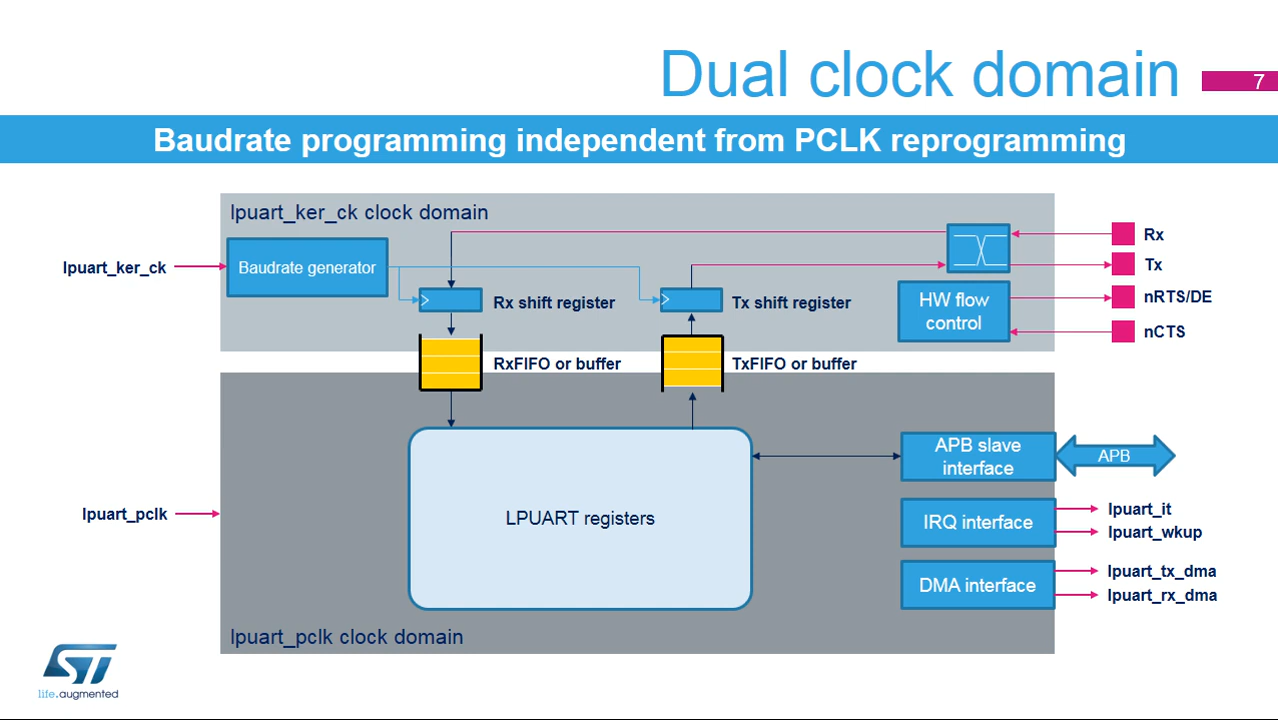 Dual clock domain
7
Baudrate programming independent from PCLK reprogramming
lpuart_ker_ck clock domain
lpuart_ker_ck
Baudrate generator
Rx shift register
Tx shift register
HW flow
control
Rx
Tx
nRTS/DE
nCTS
RxFIFO or buffer
TxFIFO or buffer
APB slave
interface
APB
lpuart_pclk
LPUART registers
IRQ interface
lpuart_it
lpuart_wkup
DMA interface
lpuart_tx_dma
lpuart_rx_dma
lpuart_pclk clock domain
ST
life.augmented